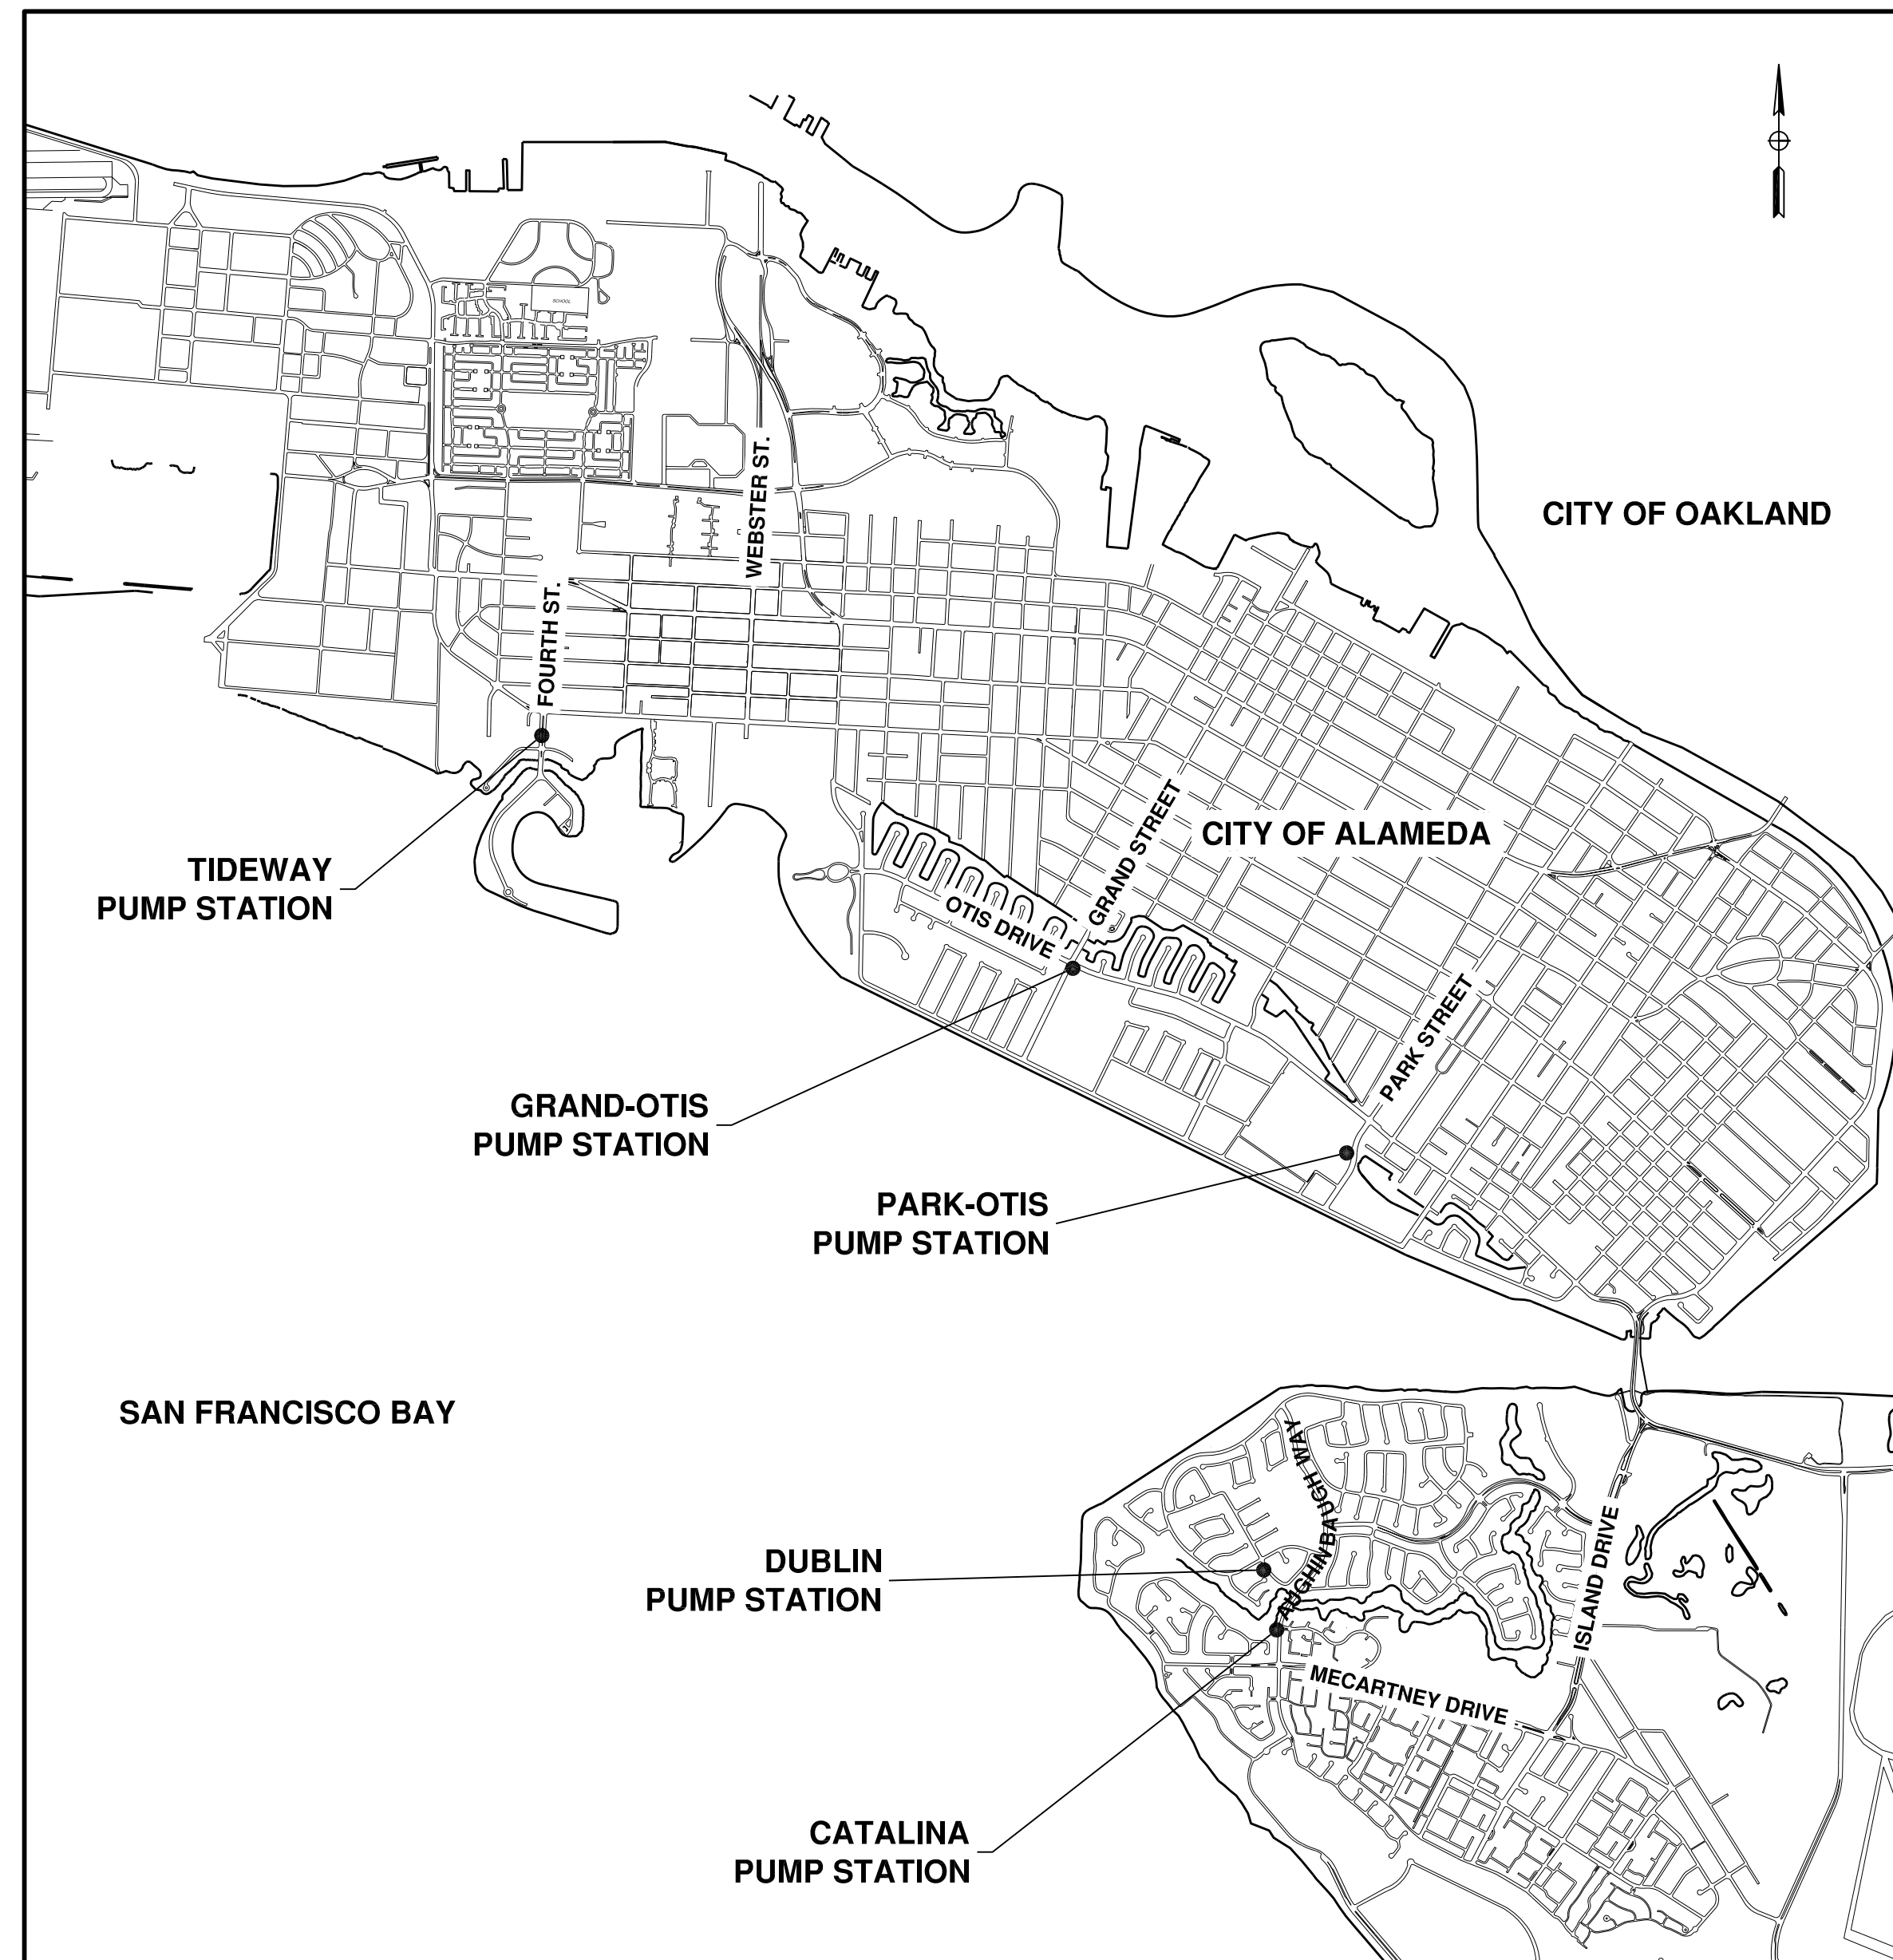 SCHOOL
CITY OF OAKLAND
WEBSTER ST.
FOURTH ST.
GRAND STREET
CITY OF ALAMEDA
TIDEWAY
PUMP STATION
OTIS DRIVE
PARK STREET
GRAND-OTIS
PUMP STATION
PARK-OTIS
PUMP STATION
SAN FRANCISCO BAY
AUGHINBAUGH WAY
ISLAND DRIVE
DUBLIN
PUMP STATION
MECARTNEY DRIVE
CATALINA
PUMP STATION